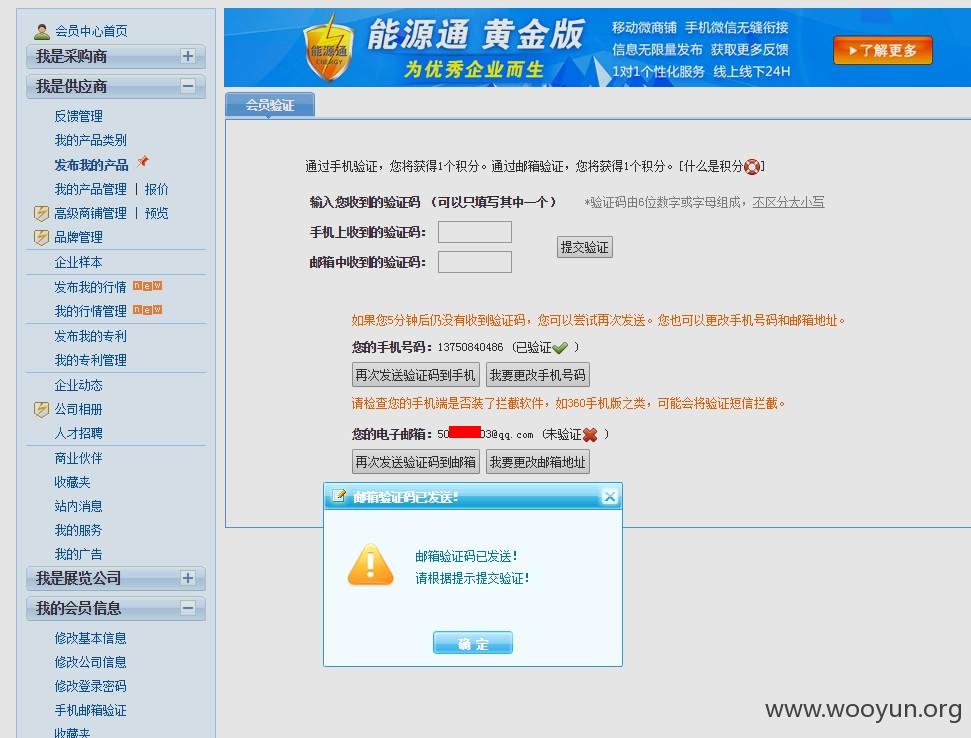 会员中心首页
我是采购商
我是供应商
反馈管理
我的产品类别
发布我的产品
我的产品管理 | 报价
高级商铺管理 | 预览
品牌管理
企业样本
发布我的行情 new
我的行情管理 new
发布我的专利
我的专利管理
企业动态
公司相册
人才招聘
商业伙伴
收藏夹
站内消息
我的服务
我的广告
我是展览公司
我的会员信息
修改基本信息
修改公司信息
修改登录密码
手机邮箱验证
收藏夹
能源通
ENERGY
能源通 黄金版
为优秀企业而生
移动微商铺 手机微信无缝衔接
信息无限量发布 获取更多反馈
1对1个性化服务 线上线下24H
了解更多
会员验证
通过手机验证，您将获得1个积分。通过邮箱验证，您将获得1个积分。[什么是积分]
输入您收到的验证码 （可以只填写其中一个） *验证码由6位数字或字母组成，不区分大小写
手机上收到的验证码：
邮箱中收到的验证码：
提交验证
如果您5分钟后仍没有收到验证码，您可以尝试再次发送。您也可以更改手机号码和邮箱地址。
您的手机号码：13750840486 （已验证 ）
再次发送验证码到手机 我要更改手机号码
请检查您的手机端是否装了拦截软件，如360手机版之类，可能会将验证短信拦截。
您的电子邮箱：50 03@qq.com （未验证 ）
再次发送验证码到邮箱 我要更改邮箱地址
邮箱验证码已发送!
邮箱验证码已发送!
请根据提示提交验证!
确 定
www.wooyun.org